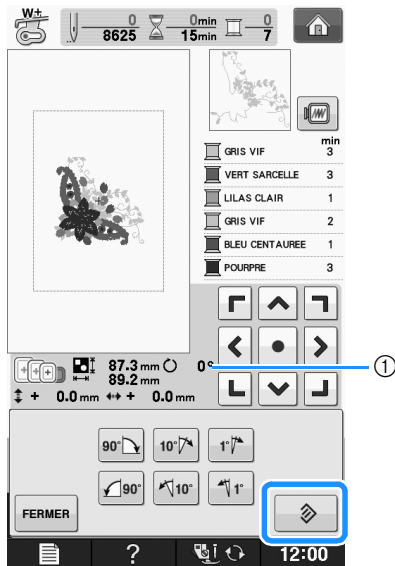 W+
0 0min 0
8625 15min 7
min
GRIS VIF 3
VERT SARCELLE 3
LILAS CLAIR 1
GRIS VIF 2
BLEU CENTAUREE 1
POURPRE 3
87.3 mm 0°
89.2 mm
+ 0.0 mm + 0.0 mm
①
90° 10° 1°
90° 10° 1°
FERMER
? 12:00